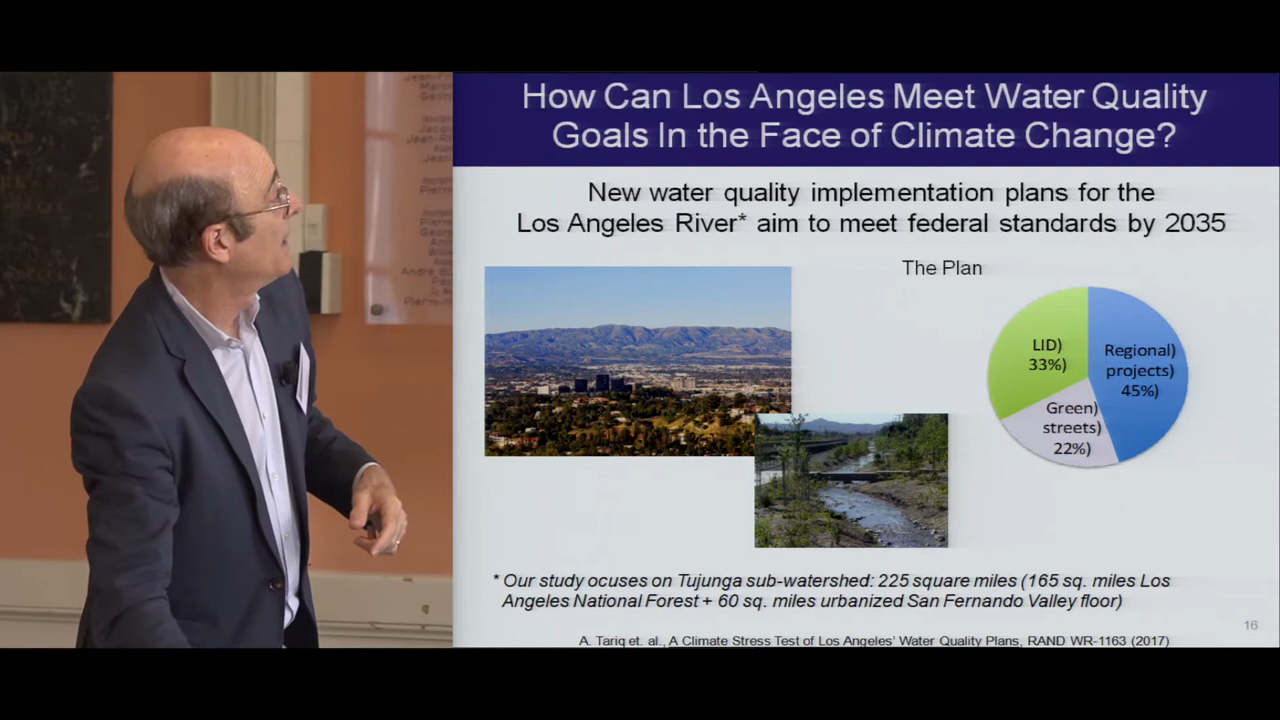 How Can Los Angeles Meet Water Quality
Goals In the Face of Climate Change?
New water quality implementation plans for the
Los Angeles River* aim to meet federal standards by 2035
The Plan
LID)
33%)
Regional)
projects)
45%)
Green)
streets)
22%)
* Our study ocuses on Tujunga sub-watershed: 225 square miles (165 sq. miles Los
Angeles National Forest + 60 sq. miles urbanized San Fernando Valley floor)
16
A. Tariq et. al., A Climate Stress Test of Los Angeles' Water Quality Plans, RAND WR-1163 (2017)